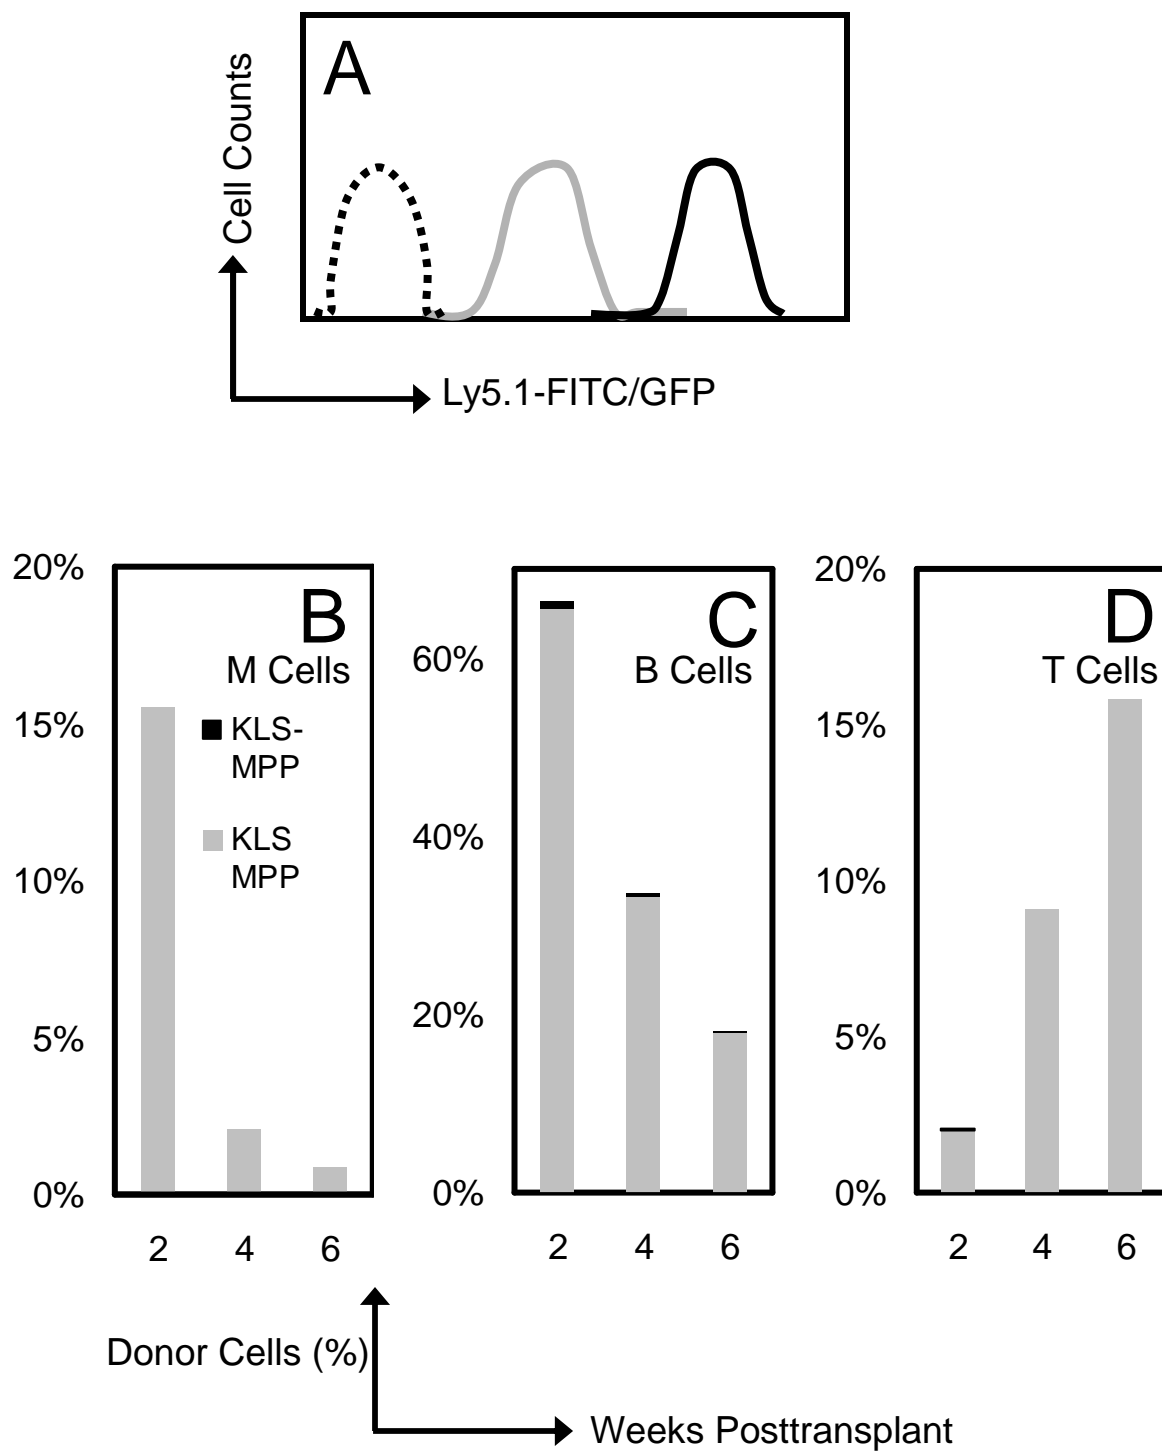 A
Cell Counts
Ly5.1-FITC/GFP
20%
15%
10%
5%
0%
B
M Cells
KLS-
MPP
KLS
MPP
2 4 6
60%
40%
20%
0%
C
B Cells
2 4 6
20%
15%
10%
5%
0%
D
T Cells
2 4 6
Donor Cells (%)
Weeks Posttransplant